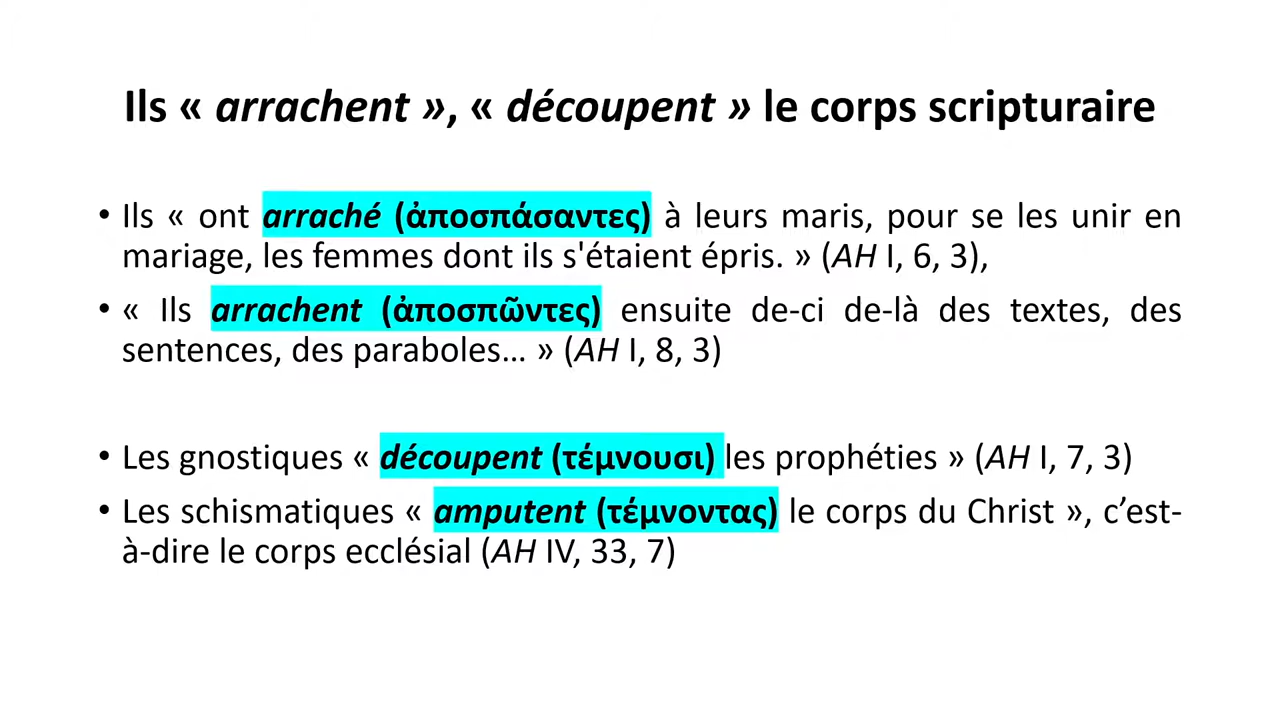 Ils « arrachent », « découpent » le corps scripturaire
• Ils « ont arraché (ἀποσπάσαντες) à leurs maris, pour se les unir en
mariage, les femmes dont ils s'étaient épris. » (AH I, 6, 3),
• « Ils arrachent (ἀποσπῶντες) ensuite de-ci de-là des textes, des
sentences, des paraboles… » (AH I, 8, 3)
• Les gnostiques « découpent (τέμνουσι) les prophéties » (AH I, 7, 3)
• Les schismatiques « amputent (τέμνοντας) le corps du Christ », c’est-
à-dire le corps ecclésial (AH IV, 33, 7)